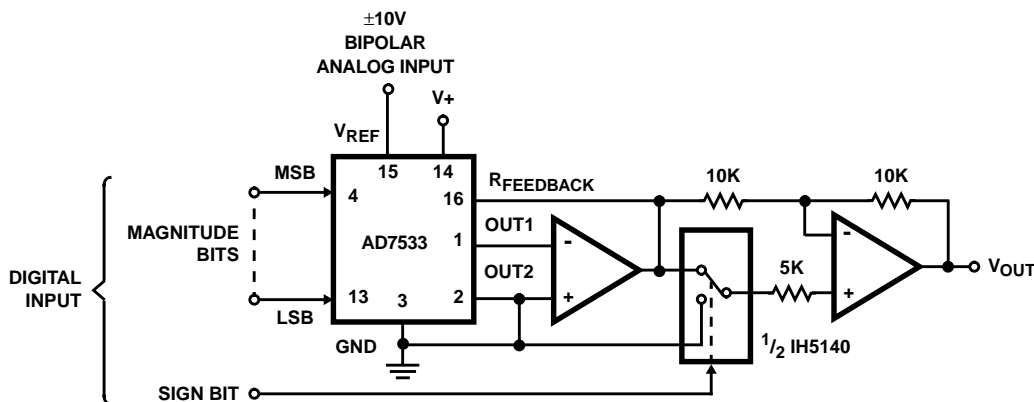 ±10V
BIPOLAR
ANALOG INPUT
V+
VREF
15
14
MSB
4
16
RFEEDBACK
10K
10K
MAGNITUDE
BITS
AD7533
1
OUT1
-
-
DIGITAL
INPUT
OUT2
5K
VOUT
13
3
2
+
+
LSB
GND
1/2 IH5140
SIGN BIT